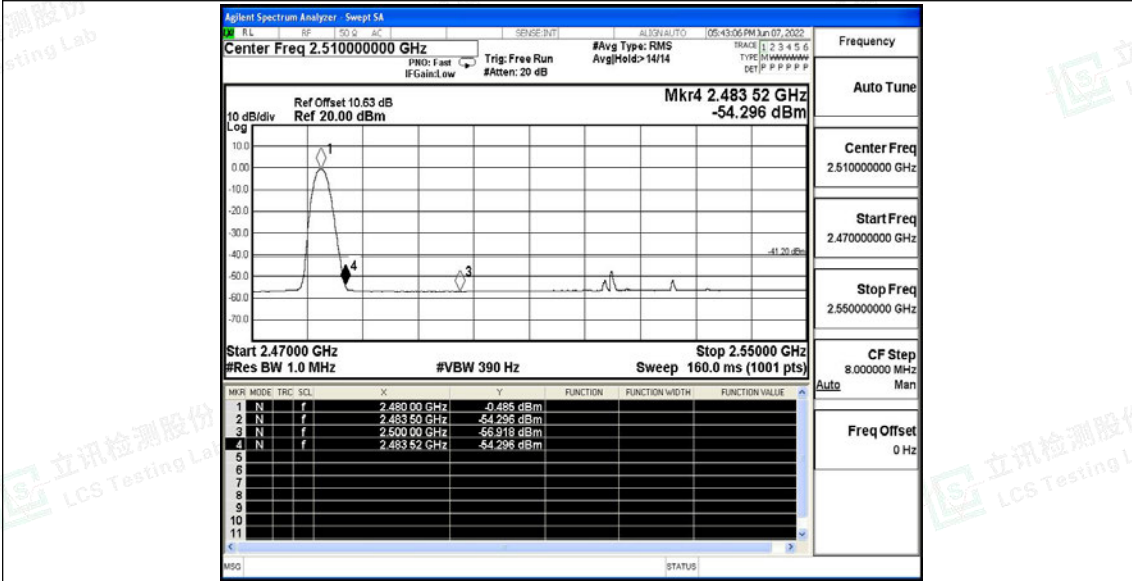 Agilent Spectrum Analyzer - Swept SA
RL RF 50 Ω AC SENSE:INT ALIGN AUTO 05:43:06 PM Jun 07, 2022
Center Freq 2.510000000 GHz
PNO: Fast
IFGain:Low
Trig: Free Run
#Atten: 20 dB
#Avg Type: RMS
Avg|Hold:> 14/14
TRACE 1 2 3 4 5 6
TYPE M WWWWW
DET P P P P P P
Ref Offset 10.63 dB
Ref 20.00 dBm
10 dB/div
Log
Mkr4 2.483 52 GHz
-54.296 dBm
10.0
0.00
-10.0
-20.0
-30.0
-40.0
-50.0
-60.0
-70.0
1
4
3
-41.20 dBm
Start 2.47000 GHz
#Res BW 1.0 MHz
#VBW 390 Hz
Stop 2.55000 GHz
Sweep 160.0 ms (1001 pts)
MKR MODE TRC SCL X Y FUNCTION FUNCTION WIDTH FUNCTION VALUE
1 N f 2.480 00 GHz -0.485 dBm
2 N f 2.483 50 GHz -54.296 dBm
3 N f 2.500 00 GHz -56.918 dBm
4 N f 2.483 52 GHz -54.296 dBm
5
6
7
8
9
10
11
MSG STATUS
Frequency
Auto Tune
Center Freq
2.510000000 GHz
Start Freq
2.470000000 GHz
Stop Freq
2.550000000 GHz
CF Step
8.000000 MHz
Auto Man
Freq Offset
0 Hz
立讯检测股份
LCS Testing Lab
立讯检测股份
LCS Testing